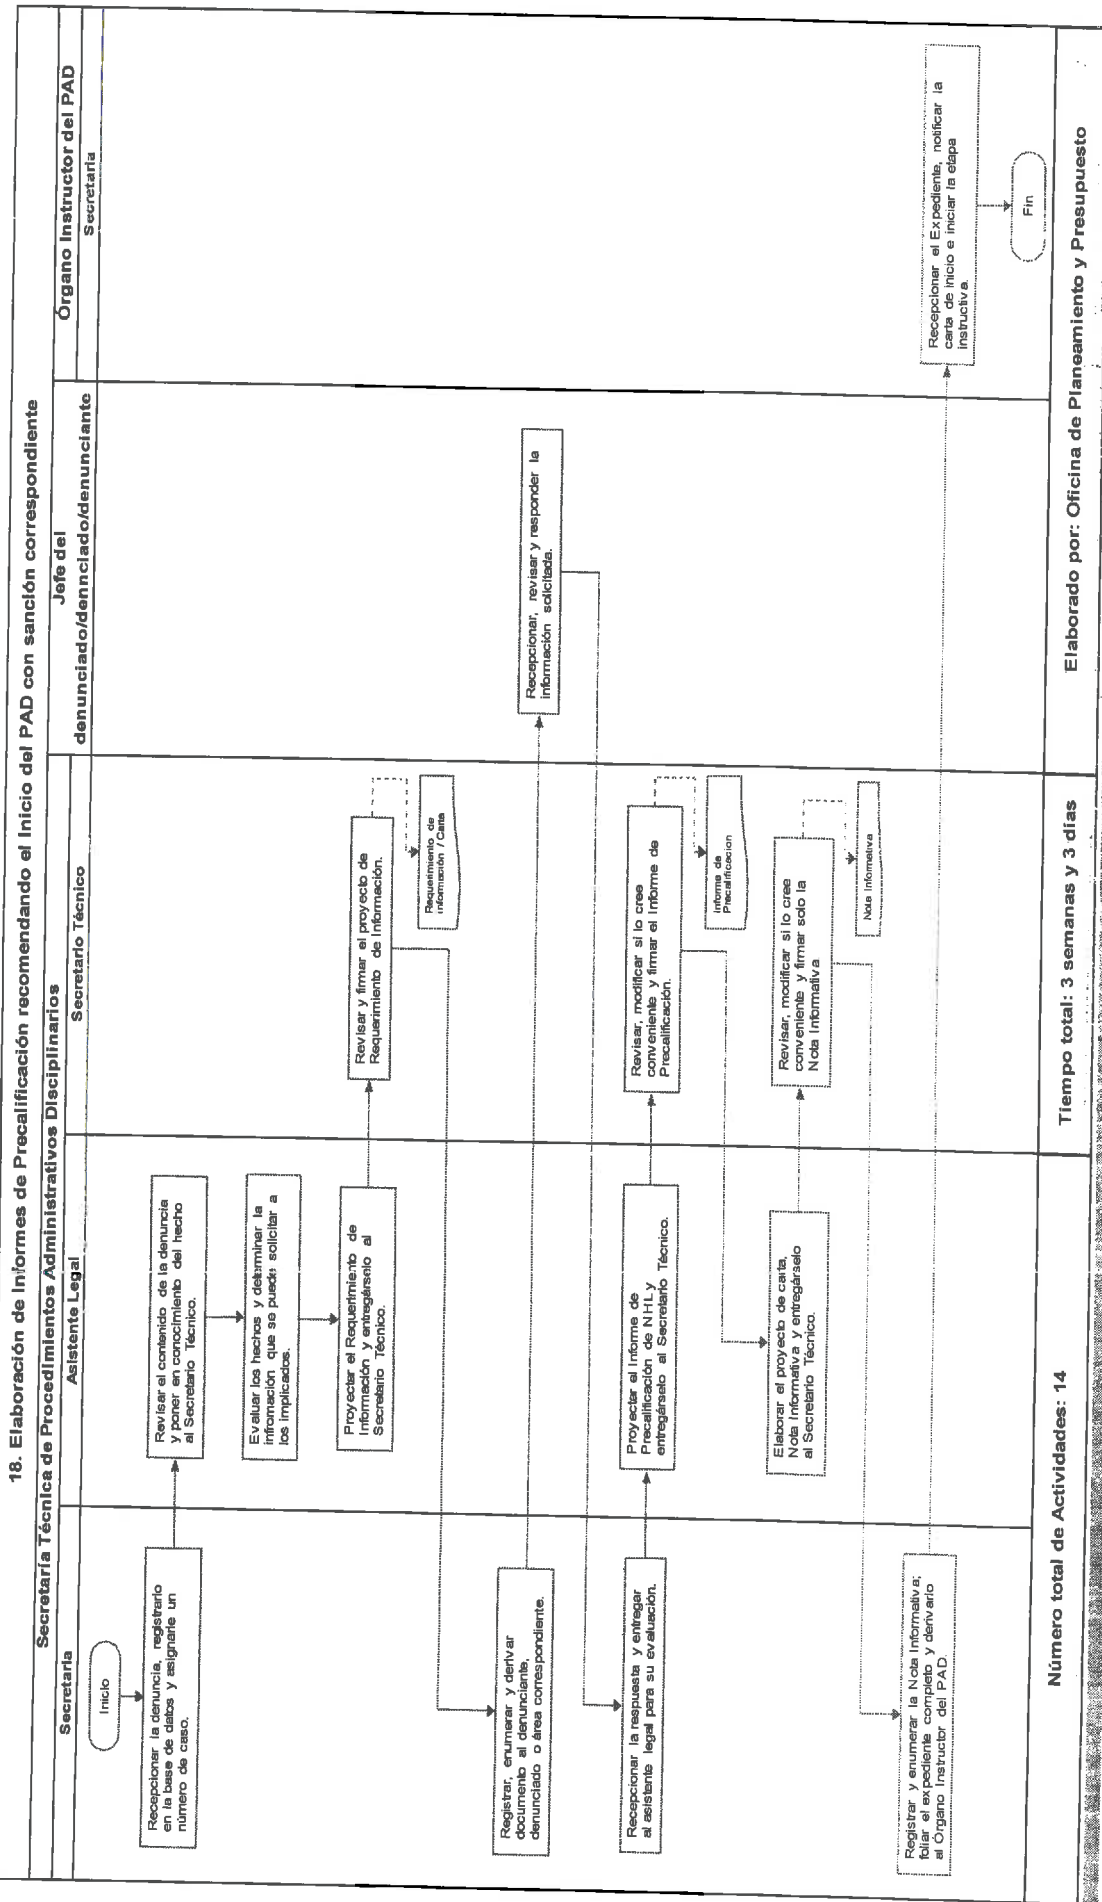 18. Elaboración de Informes de Precalificación recomendando el Inicio del PAD con sanción correspondiente
Secretaría Técnica de Procedimientos Administrativos Disciplinarios
Secretaria
Asistente Legal
Secretario Técnico
Jefe del
denunciado/dennciado/denunciante
Órgano Instructor del PAD
Secretaria
Inicio
Recepcionar la denuncia, registrarlo
en la base de datos y asignarle un
número de caso.
Revisar el contenido de la denuncia
y poner en conocimiento del hecho
al Secretario Técnico.
Evaluar los hechos y determinar la
infromación que se puede solicitar a
los implicados.
Proyectar el Requerimiento de
Información y entregárselo al
Secretario Técnico.
Revisar y firmar el proyecto de
Requerimiento de Información.
Requerimiento de
información / Carta
Registrar, enumerar y derivar
documento al denunciante,
denunciado o área correspondiente.
Recepcionar, revisar y responder la
información solicitada.
Recepcionar la respuesta y entregar
al asistente legal para su evaluación.
Proyectar el Informe de
Precalificación de NHL y
entregárselo al Secretario Técnico.
Revisar, modificar si lo cree
conveniente y firmar el Informe de
Precalificación.
Informe de
Precalificacion
Elaborar el proyecto de carta,
Nota Informativa y entregárselo
al Secretario Técnico.
Revisar, modificar si lo cree
conveniente y firmar solo la
Nota Informativa
Nota Informativa
Registrar y enumerar la Nota Informativa;
foliar el expediente completo y derivarlo
al Órgano Instructor del PAD.
Recepcionar el Expediente, notificar la
carta de inicio e iniciar la etapa
instructiva.
Fin
Número total de Actividades: 14
Tiempo total: 3 semanas y 3 días
Elaborado por: Oficina de Planeamiento y Presupuesto